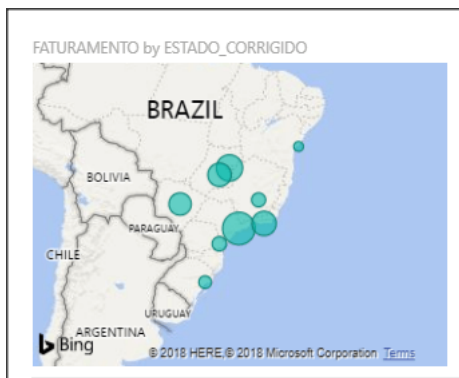 FATURAMENTO by ESTADO_CORRIGIDO
BRAZIL
BOLIVIA
PARAGUAY
CHILE
URUGUAY
ARGENTINA
Bing
© 2018 HERE,© 2018 Microsoft Corporation Terms